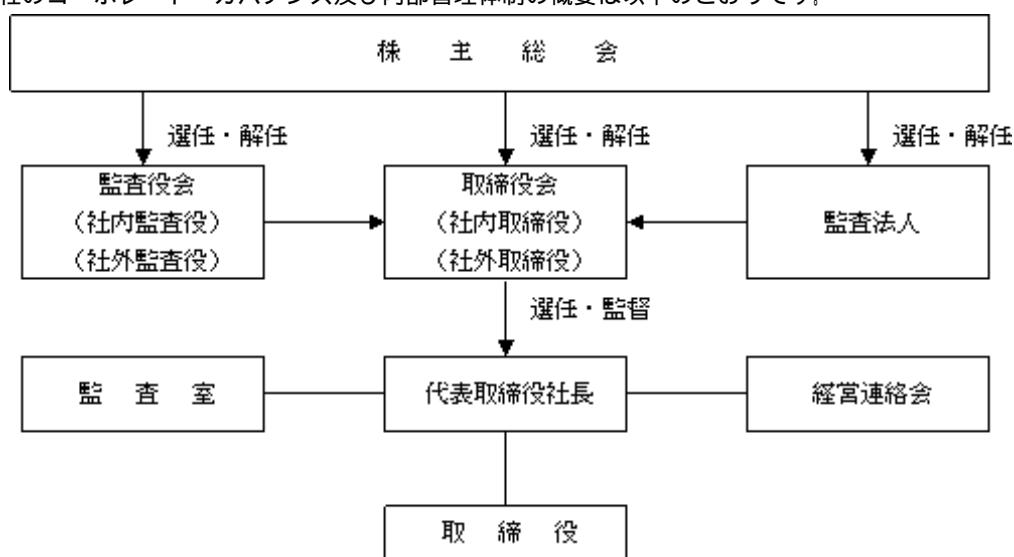 株主総会
選任・解任 選任・解任 選任・解任
監査役会
(社内監査役)
(社外監査役)
取締役会
(社内取締役)
(社外取締役)
監査法人
選任・監督
監査室
代表取締役社長
経営連絡会
取締役